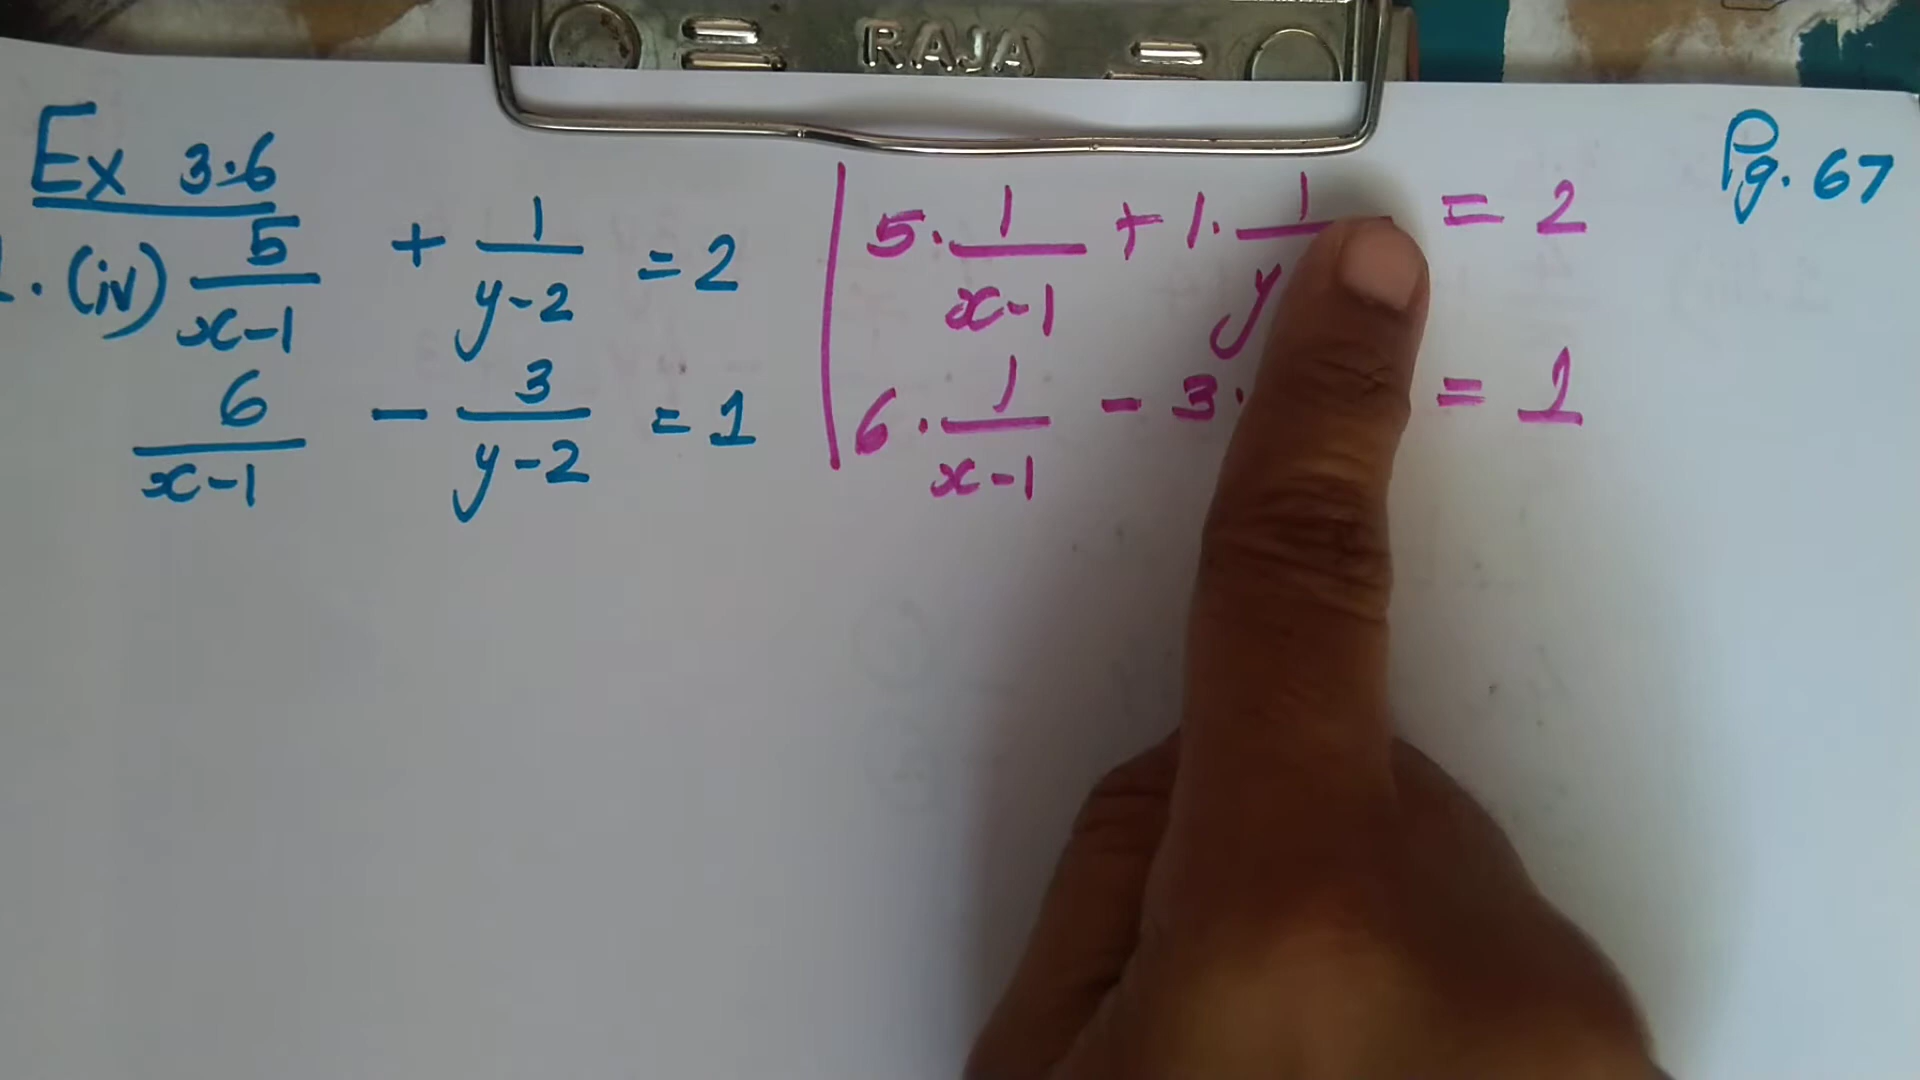 RAJA
Ex 3.6
Pg. 67
1. (iv) 5/(x-1) + 1/(y-2) = 2
6/(x-1) - 3/(y-2) = 1
5. 1/(x-1) + 1. 1/y = 2
6. 1/(x-1) - 3. = 1